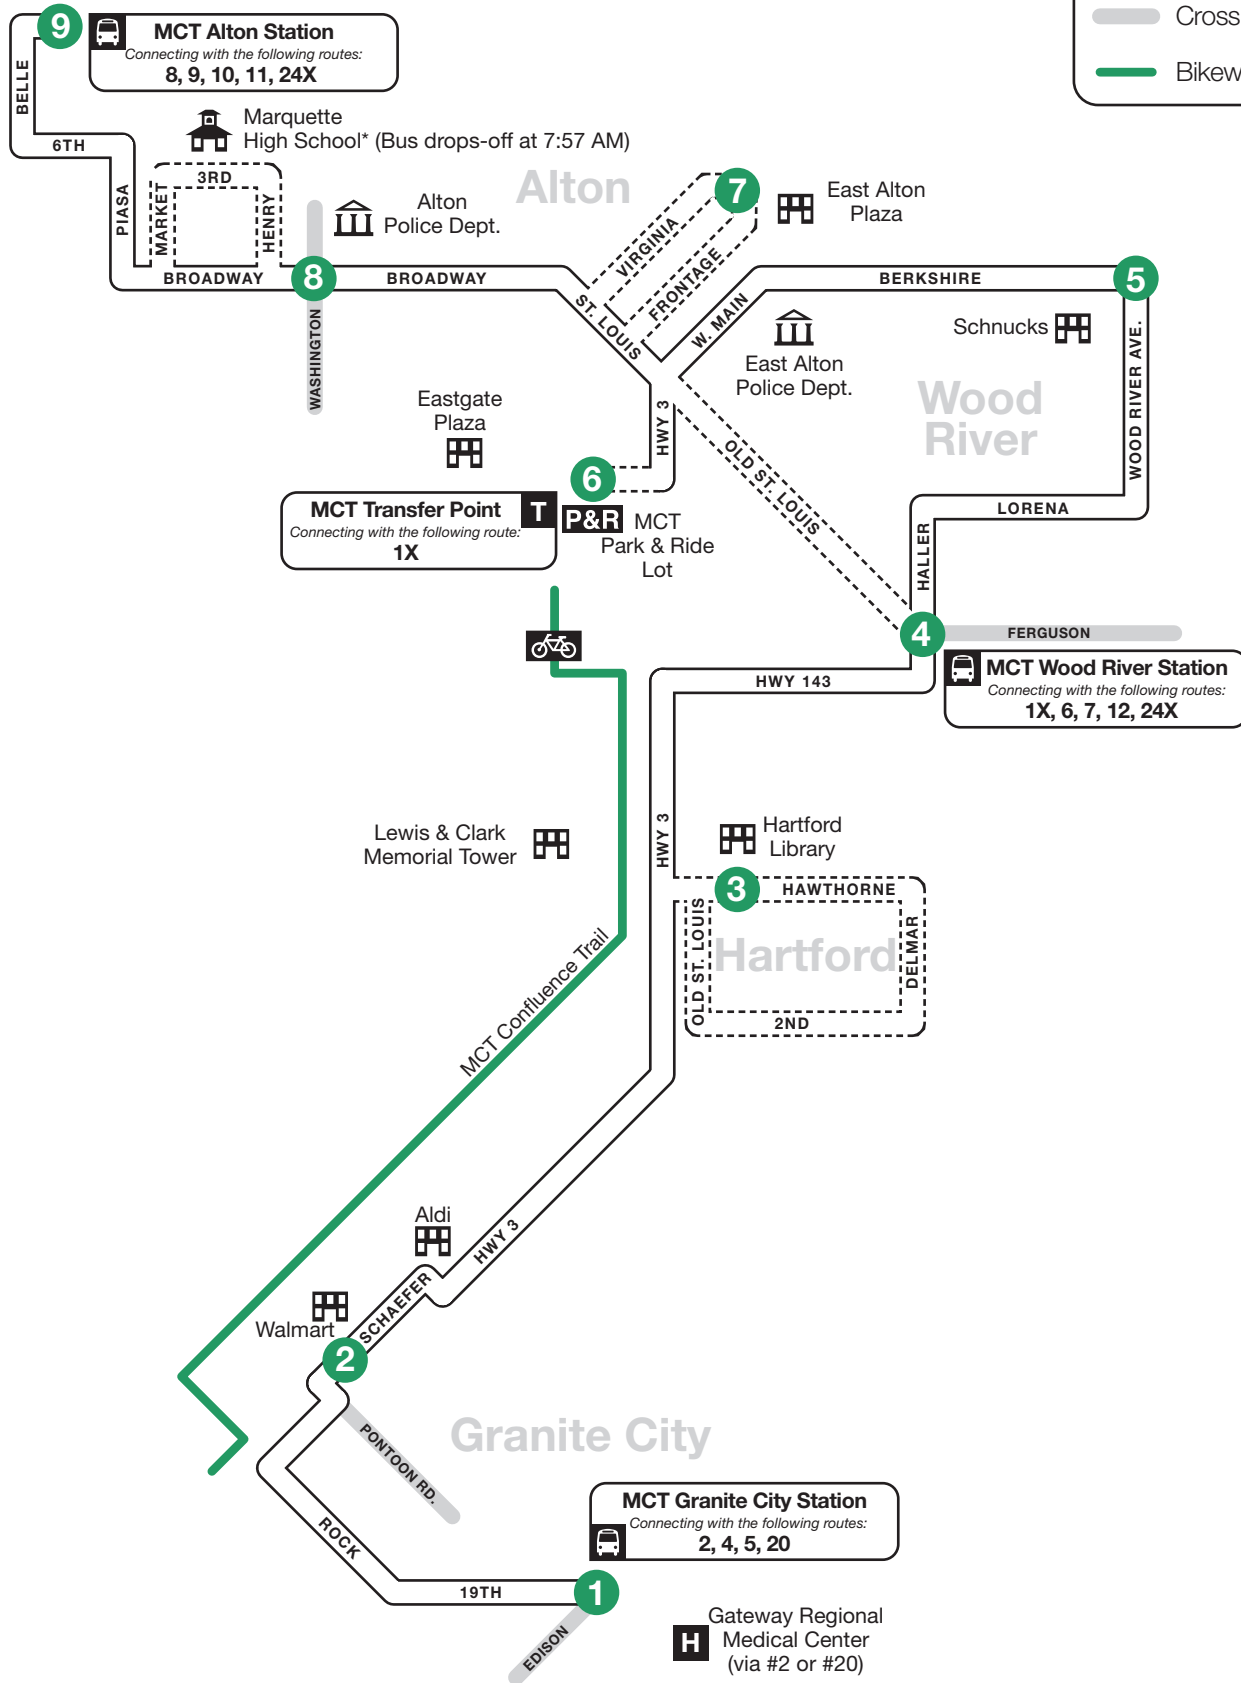 9
MCT Alton Station
Connecting with the following routes:
8, 9, 10, 11, 24X
Cross
Bikew
BELLE
6TH
PIASA
Marquette
High School* (Bus drops-off at 7:57 AM)
3RD
MARKET
HENRY
Alton
Alton
Police Dept.
BROADWAY
8
BROADWAY
WASHINGTON
7
East Alton
Plaza
VIRGINIA
FRONTAGE
ST. LOUIS
W. MAIN
BERKSHIRE
5
Schnucks
WOOD RIVER AVE.
East Alton
Police Dept.
Wood
River
Eastgate
Plaza
HWY 3
6
OLD ST. LOUIS
MCT Transfer Point
Connecting with the following route:
1X
T
P&R
MCT
Park & Ride
Lot
LORENA
HALLER
4
FERGUSON
MCT Wood River Station
Connecting with the following routes:
1X, 6, 7, 12, 24X
HWY 143
HWY 3
Lewis & Clark
Memorial Tower
Hartford
Library
3
HAWTHORNE
OLD ST. LOUIS
Hartford
DELMAR
2ND
MCT Confluence Trail
Aldi
HWY 3
SCHAEFER
Walmart
2
PONTOON RD.
Granite City
ROCK
MCT Granite City Station
Connecting with the following routes:
2, 4, 5, 20
19TH
1
EDISON
H
Gateway Regional
Medical Center
(via #2 or #20)